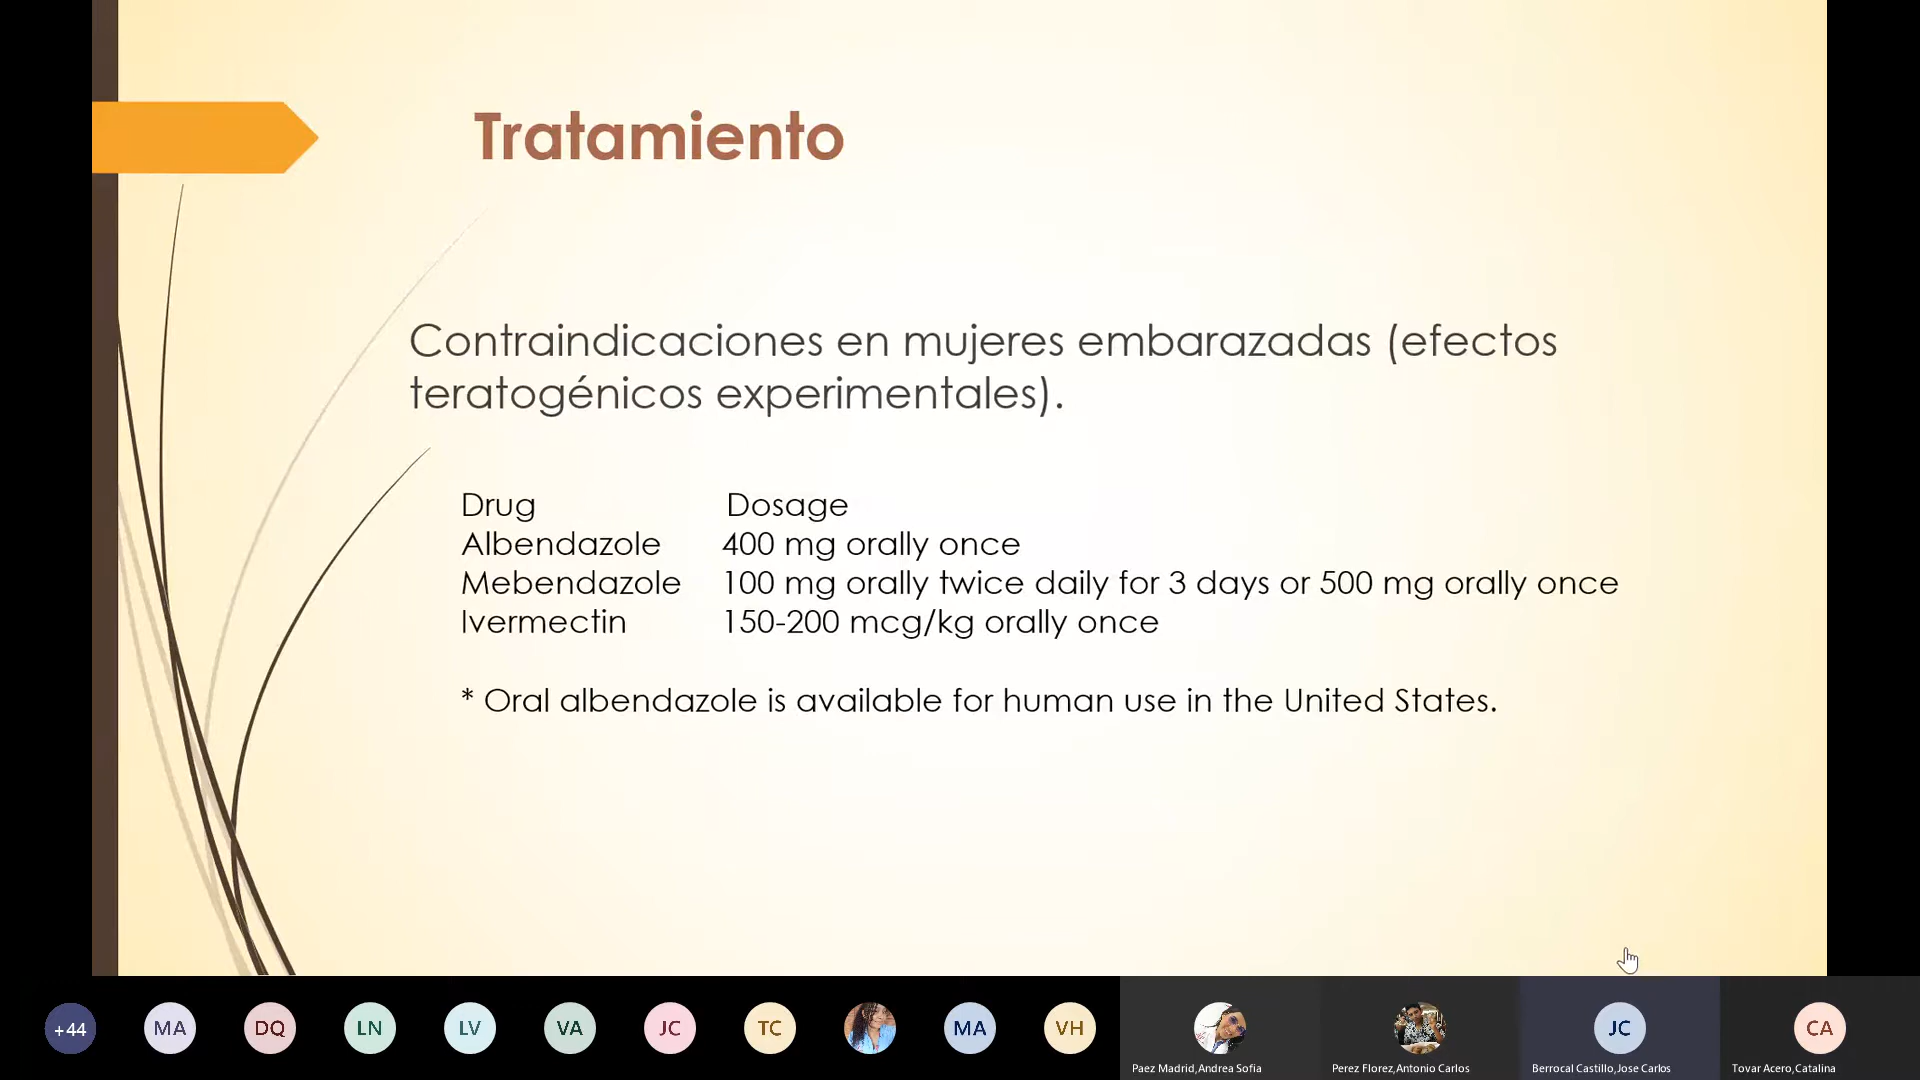 Tratamiento
Contraindicaciones en mujeres embarazadas (efectos
teratogénicos experimentales).
Drug Dosage
Albendazole 400 mg orally once
Mebendazole 100 mg orally twice daily for 3 days or 500 mg orally once
Ivermectin 150-200 mcg/kg orally once
* Oral albendazole is available for human use in the United States.
+44 MA DQ LN LV VA JC TC MA VH JC CA
Paez Madrid,Andrea Sofia Perez Florez,Antonio Carlos Berrocal Castillo,Jose Carlos Tovar Acero,Catalina